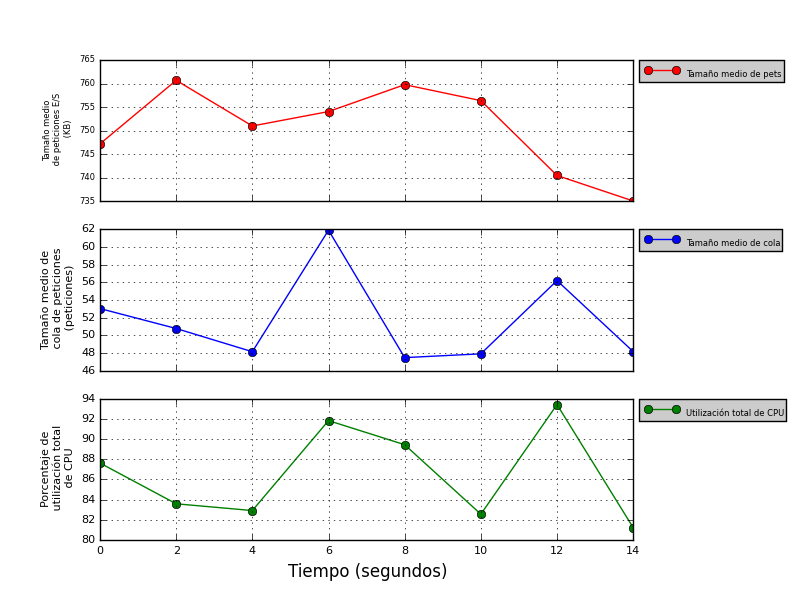 Tamaño medio
de peticiones E/S
(KB)
765
760
755
750
745
740
735
Tamaño medio de pets
Tamaño medio de
cola de peticiones
(peticiones)
62
60
58
56
54
52
50
48
46
Tamaño medio de cola
Porcentaje de
utilización total
de CPU
94
92
90
88
86
84
82
80
Utilización total de CPU
0 2 4 6 8 10 12 14
Tiempo (segundos)